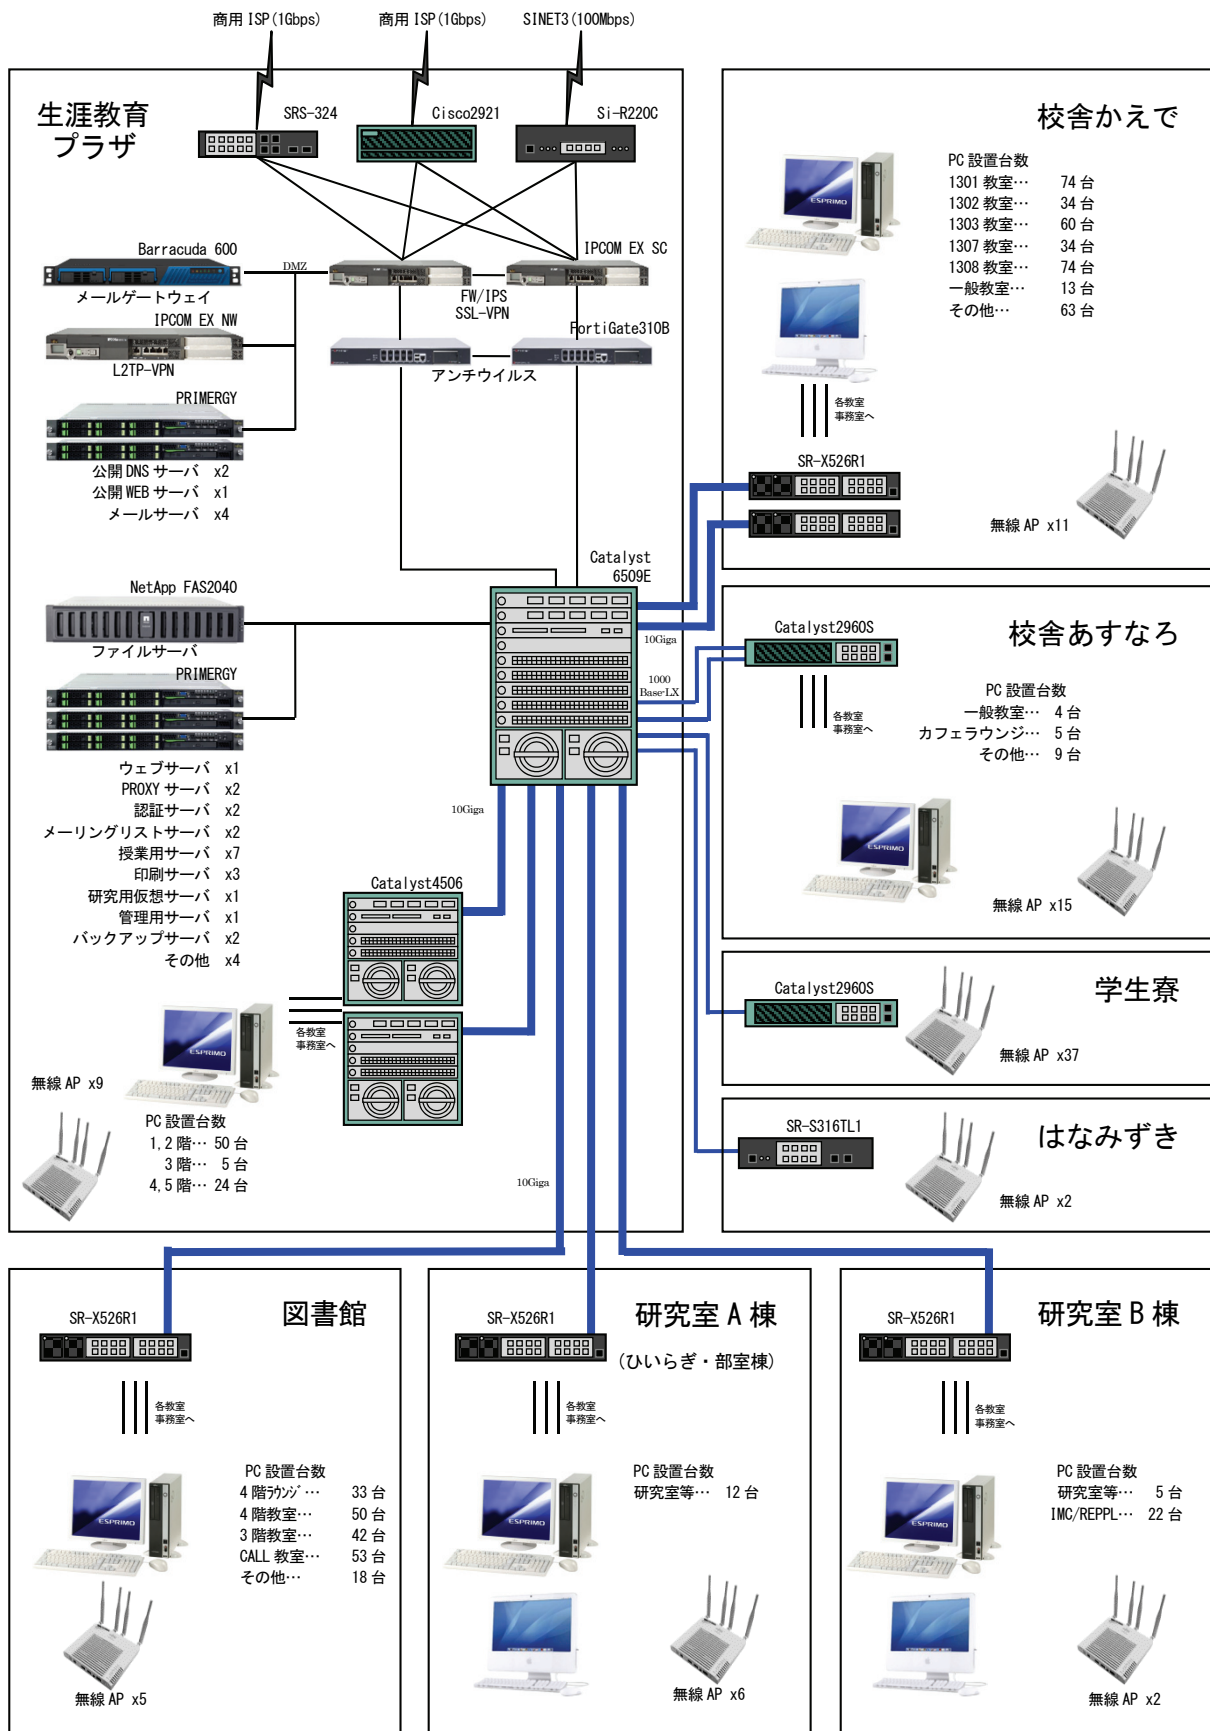 商用 ISP(1Gbps)
商用 ISP(1Gbps)
SINET3(100Mbps)
生涯教育
プラザ
SRS-324
Cisco2921
Si-R220C
Barracuda 600
メールゲートウェイ
DMZ
IPCOM EX SC
FW/IPS
SSL-VPN
IPCOM EX NW
L2TP-VPN
FortiGate310B
アンチウイルス
PRIMERGY
公開 DNS サーバ x2
公開 WEB サーバ x1
メールサーバ x4
Catalyst
6509E
NetApp FAS2040
ファイルサーバ
PRIMERGY
ウェブサーバ x1
PROXY サーバ x2
認証サーバ x2
メーリングリストサーバ x2
授業用サーバ x7
印刷サーバ x3
研究用仮想サーバ x1
管理用サーバ x1
バックアップサーバ x2
その他 x4
10Giga
1000
Base-LX
10Giga
Catalyst4506
各教室
事務室へ
ESPRIMO
無線 AP x9
PC 設置台数
1,2 階… 50 台
3 階… 5 台
4,5 階… 24 台
10Giga
校舎かえで
ESPRIMO
PC 設置台数
1301 教室… 74 台
1302 教室… 34 台
1303 教室… 60 台
1307 教室… 34 台
1308 教室… 74 台
一般教室… 13 台
その他… 63 台
各教室
事務室へ
SR-X526R1
無線 AP x11
校舎あすなろ
Catalyst2960S
各教室
事務室へ
PC 設置台数
一般教室… 4 台
カフェラウンジ… 5 台
その他… 9 台
ESPRIMO
無線 AP x15
学生寮
Catalyst2960S
無線 AP x37
はなみずき
SR-S316TL1
無線 AP x2
図書館
SR-X526R1
各教室
事務室へ
PC 設置台数
4 階ﾗｳﾝｼﾞ… 33 台
4 階教室… 50 台
3 階教室… 42 台
CALL 教室… 53 台
その他… 18 台
ESPRIMO
無線 AP x5
研究室 A 棟
(ひいらぎ・部室棟)
SR-X526R1
PC 設置台数
研究室等… 12 台
ESPRIMO
無線 AP x6
研究室 B 棟
SR-X526R1
各教室
事務室へ
PC 設置台数
研究室等… 5 台
IMC/REPPL… 22 台
ESPRIMO
無線 AP x2